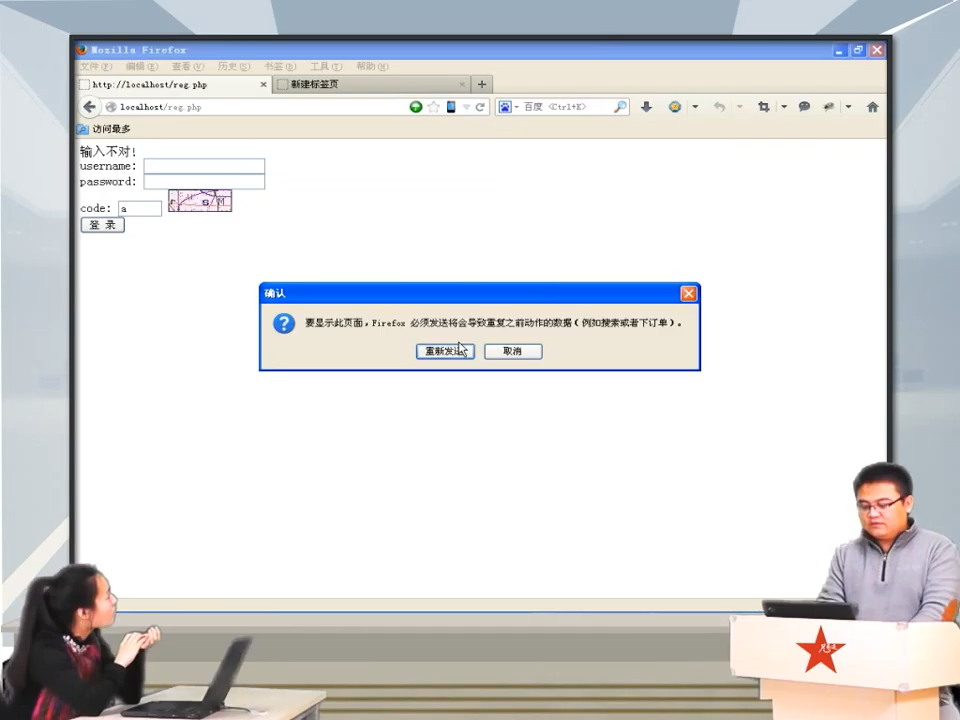 Mozilla Firefox
文件(F) 编辑(E) 查看(V) 历史(S) 书签(B) 工具(T) 帮助(H)
http://localhost/reg.php 新建标签页
localhost/reg.php 百度 <Ctrl+K>
访问最多
输入不对!
username:
password:
code: a
登 录
确认
要显示此页面,Firefox 必须发送将会导致重复之前动作的数据(例如搜索或者下订单)。
重新发送 取消